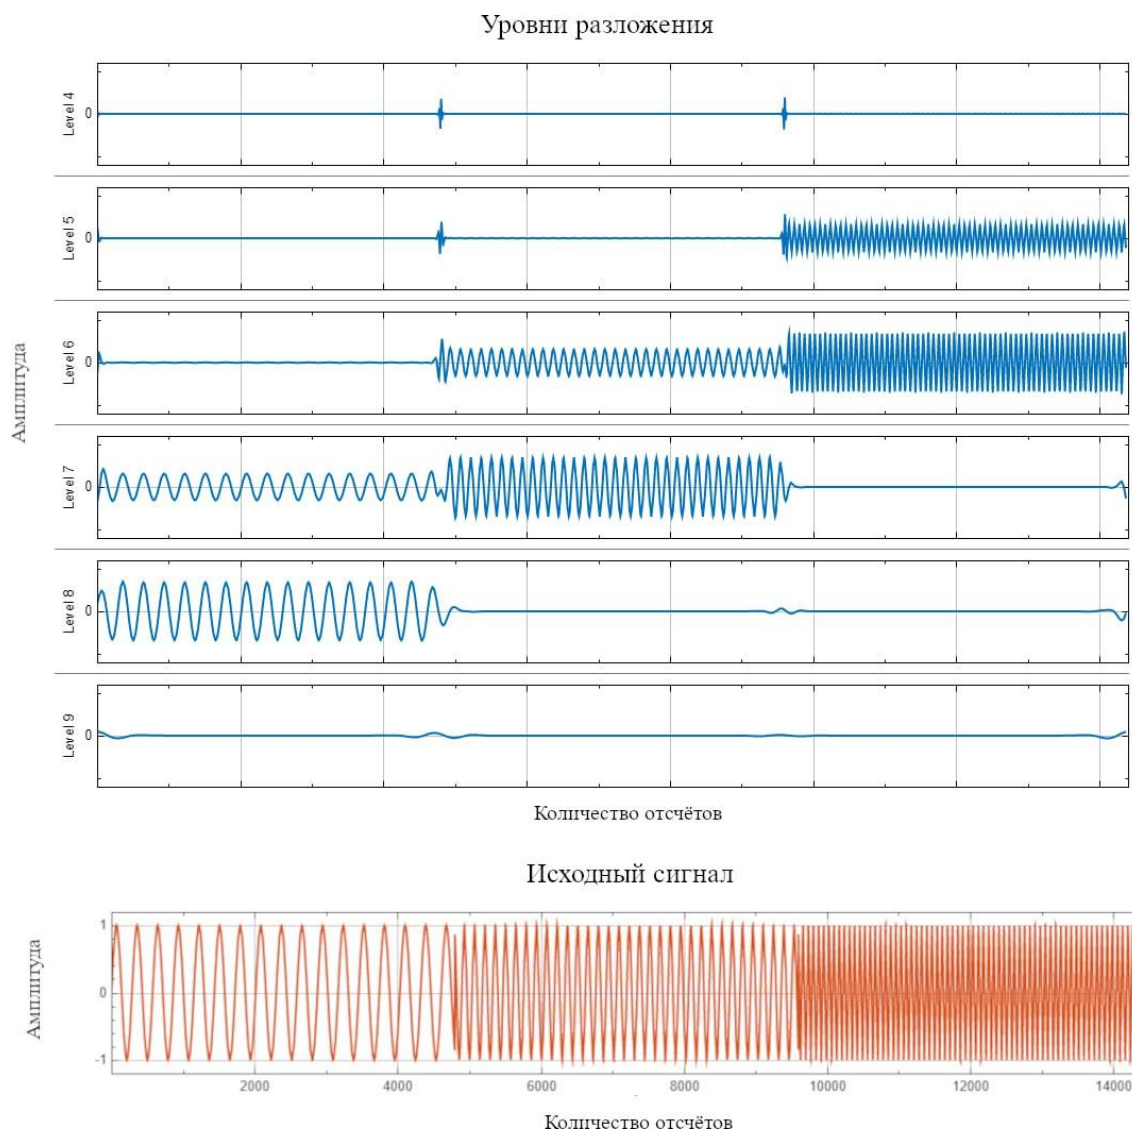 Уровни разложения
Level 4
0
Level 5
0
Level 6
0
Амплитуда
Level 7
0
Level 8
0
Level 9
0
Количество отсчётов
Исходный сигнал
Амплитуда
1
0
-1
2000 4000 6000 8000 10000 12000 14000
Количество отсчётов